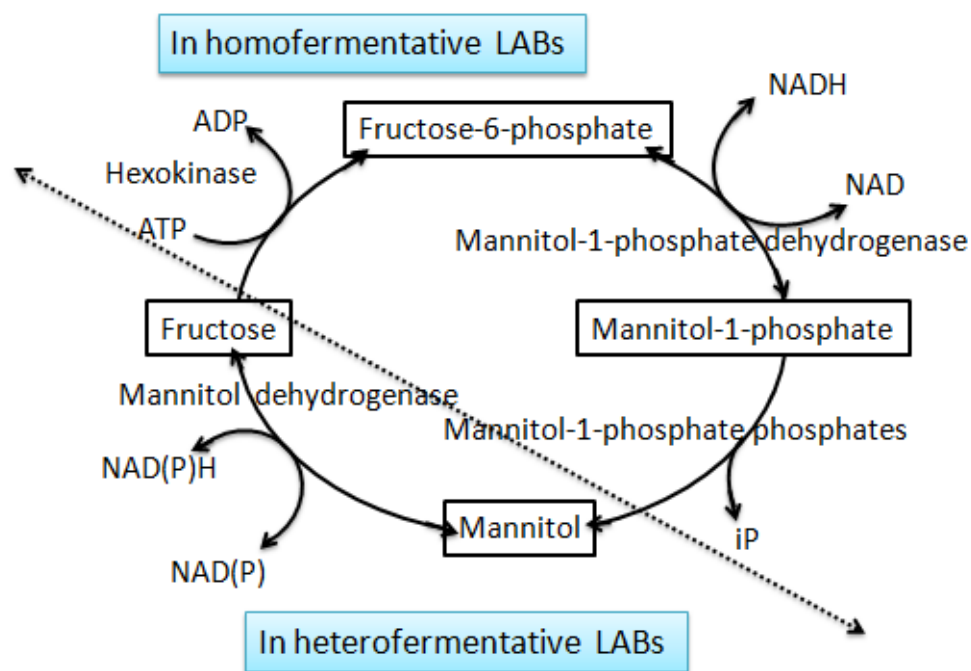 In homofermentative LABs
NADH
ADP
Fructose-6-phosphate
Hexokinase
NAD
ATP
Mannitol-1-phosphate dehydrogenase
Fructose
Mannitol-1-phosphate
Mannitol dehydrogenase
Mannitol-1-phosphate phosphates
NAD(P)H
Mannitol
iP
NAD(P)
In heterofermentative LABs